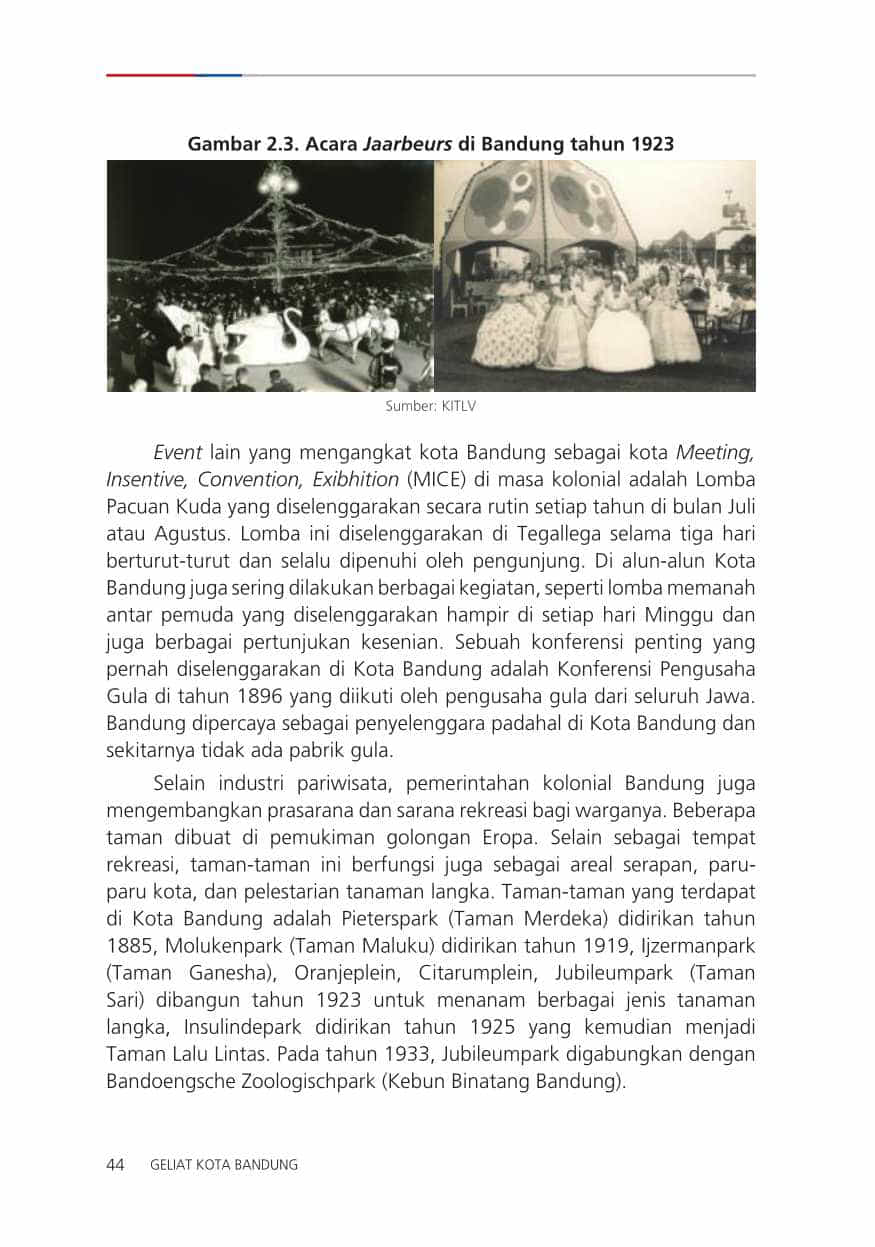 Gambar 2.3. Acara Jaarbeurs di Bandung tahun 1923
Sumber: KITLV
Event lain yang mengangkat kota Bandung sebagai kota Meeting,
Insentive, Convention, Exibhition (MICE) di masa kolonial adalah Lomba
Pacuan Kuda yang diselenggarakan secara rutin setiap tahun di bulan Juli
atau Agustus. Lomba ini diselenggarakan di Tegallega selama tiga hari
berturut-turut dan selalu dipenuhi oleh pengunjung. Di alun-alun Kota
Bandung juga sering dilakukan berbagai kegiatan, seperti lomba memanah
antar pemuda yang diselenggarakan hampir di setiap hari Minggu dan
juga berbagai pertunjukan kesenian. Sebuah konferensi penting yang
pernah diselenggarakan di Kota Bandung adalah Konferensi Pengusaha
Gula di tahun 1896 yang diikuti oleh pengusaha gula dari seluruh Jawa.
Bandung dipercaya sebagai penyelenggara padahal di Kota Bandung dan
sekitarnya tidak ada pabrik gula.
Selain industri pariwisata, pemerintahan kolonial Bandung juga
mengembangkan prasarana dan sarana rekreasi bagi warganya. Beberapa
taman dibuat di pemukiman golongan Eropa. Selain sebagai tempat
rekreasi, taman-taman ini berfungsi juga sebagai areal serapan, paru-
paru kota, dan pelestarian tanaman langka. Taman-taman yang terdapat
di Kota Bandung adalah Pieterspark (Taman Merdeka) didirikan tahun
1885, Molukenpark (Taman Maluku) didirikan tahun 1919, Ijzermanpark
(Taman Ganesha), Oranjeplein, Citarumplein, Jubileumpark (Taman
Sari) dibangun tahun 1923 untuk menanam berbagai jenis tanaman
langka, Insulindepark didirikan tahun 1925 yang kemudian menjadi
Taman Lalu Lintas. Pada tahun 1933, Jubileumpark digabungkan dengan
Bandoengsche Zoologischpark (Kebun Binatang Bandung).
44 GELIAT KOTA BANDUNG